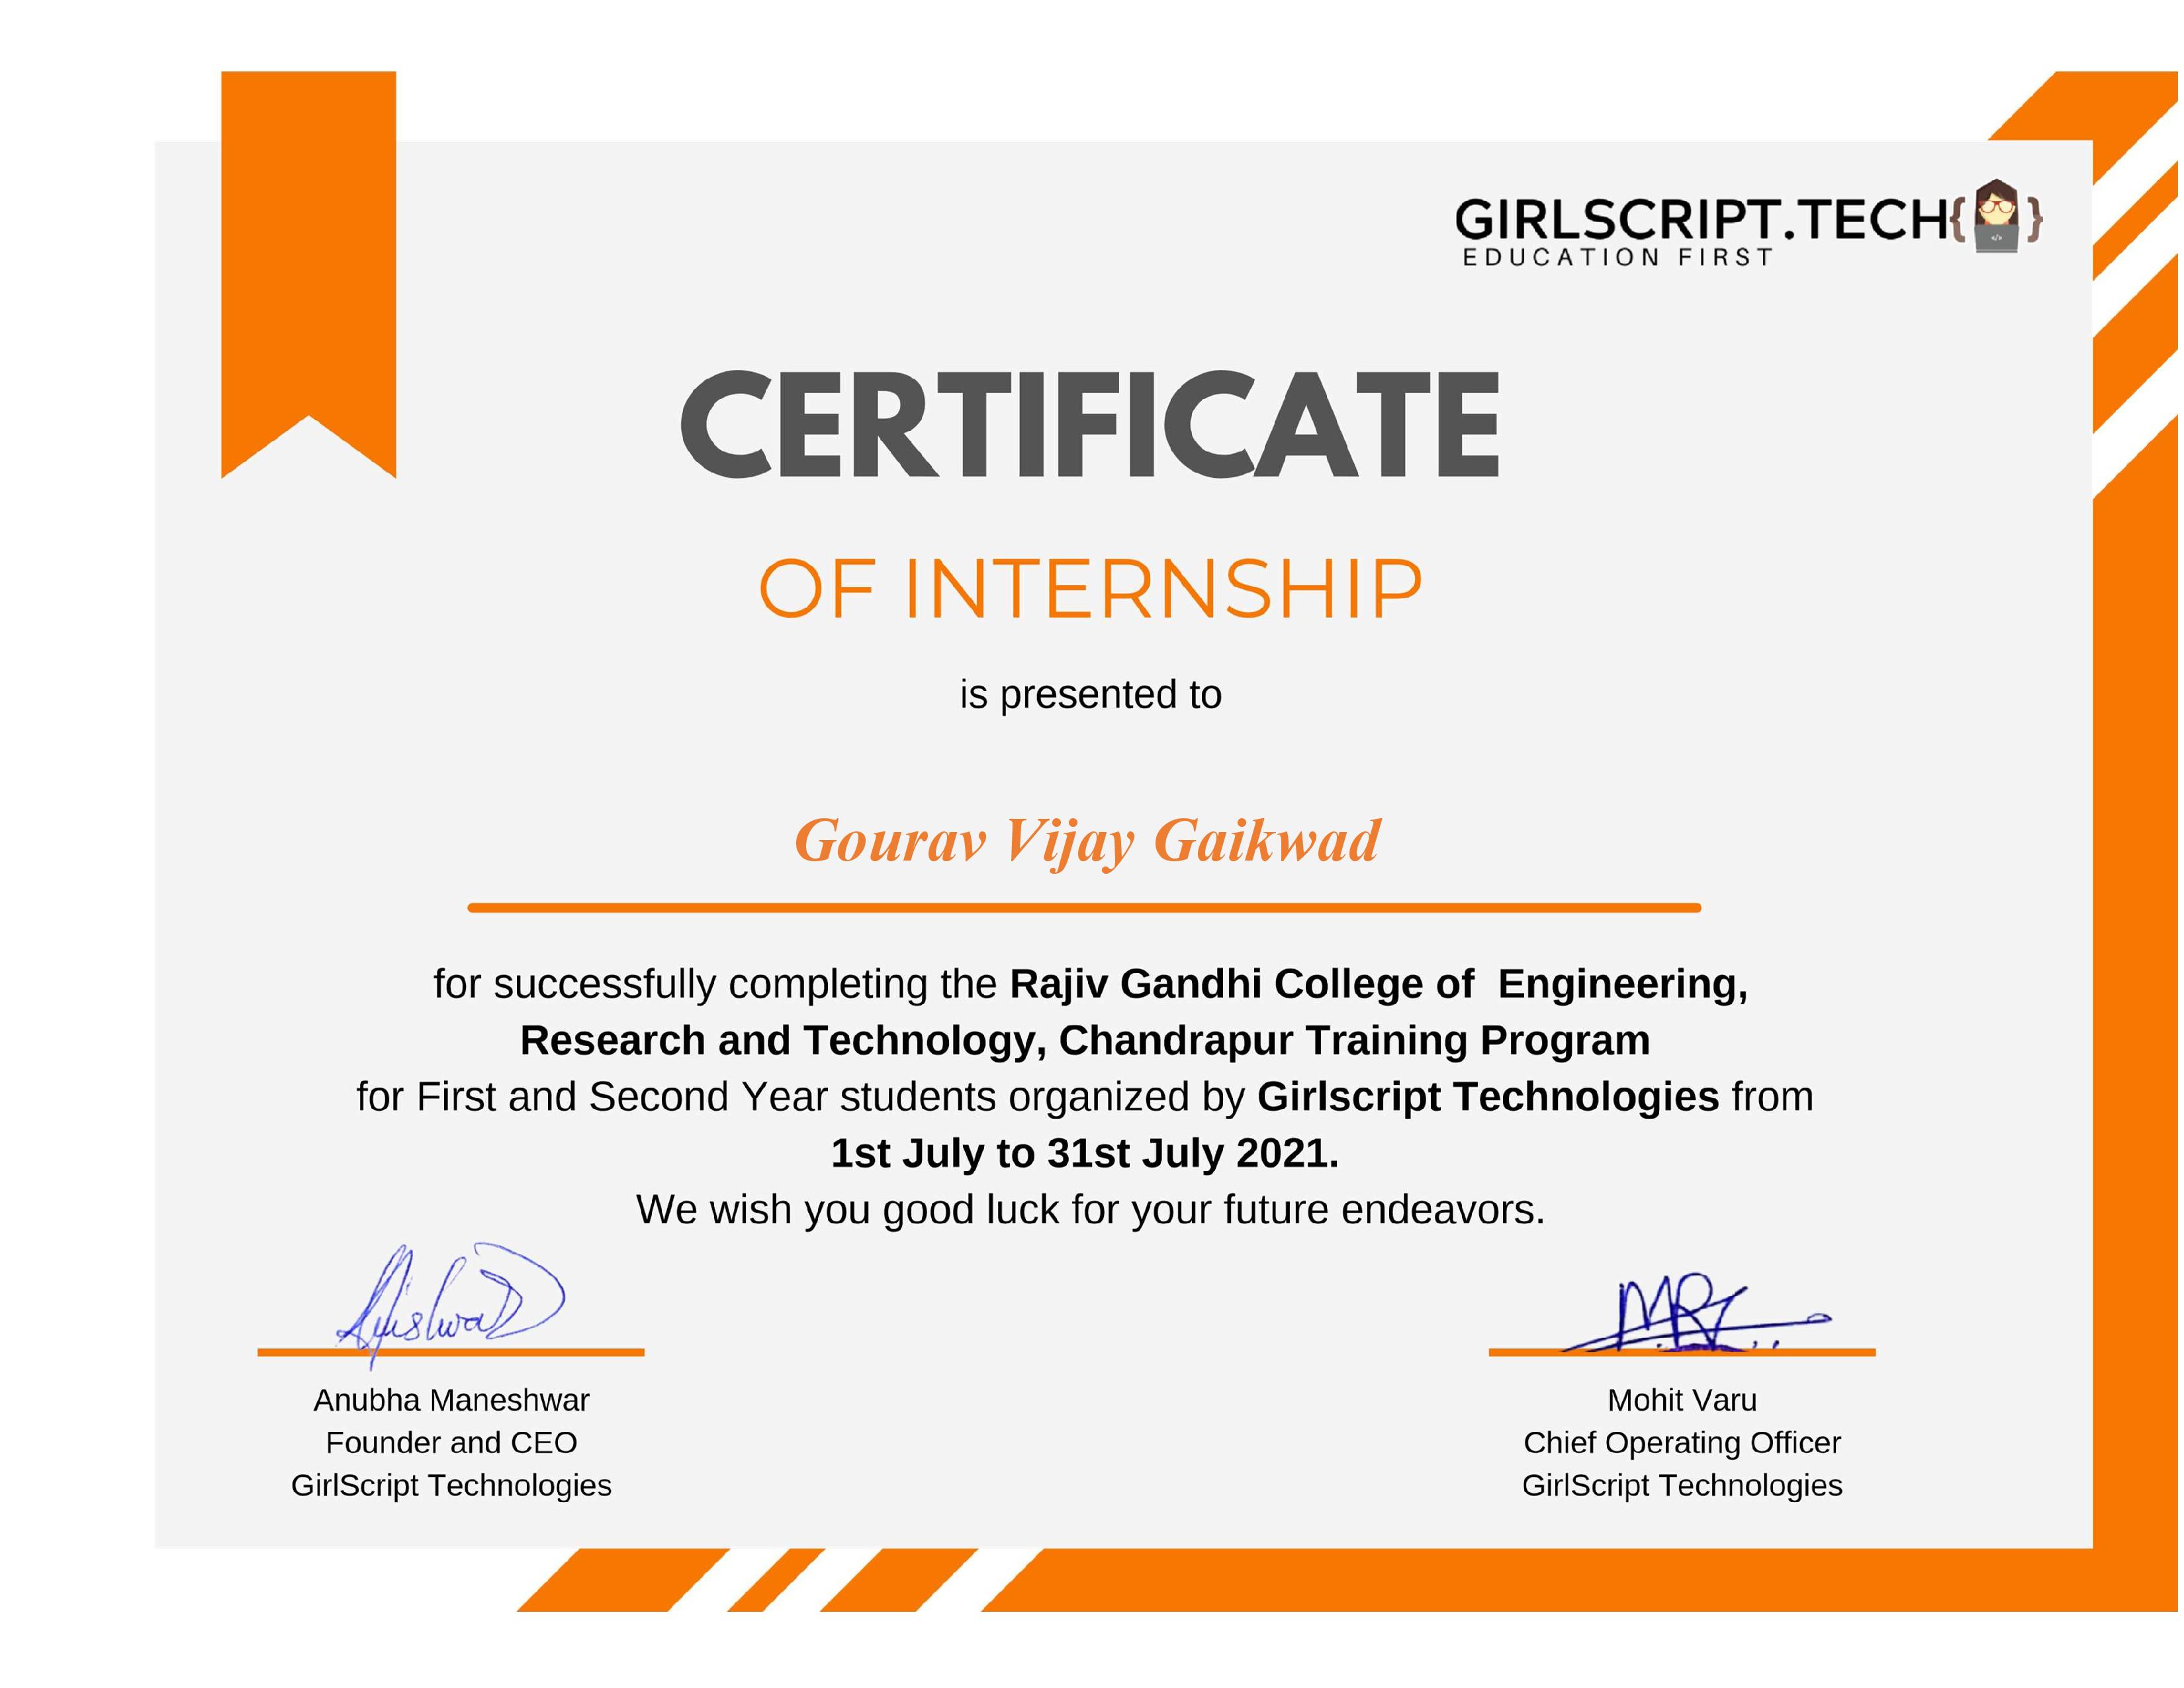 GIRLSCRIPT.TECH{ </> }
EDUCATION FIRST
CERTIFICATE
OF INTERNSHIP
is presented to
Gourav Vijay Gaikwad
for successfully completing the Rajiv Gandhi College of Engineering,
Research and Technology, Chandrapur Training Program
for First and Second Year students organized by Girlscript Technologies from
1st July to 31st July 2021.
We wish you good luck for your future endeavors.
Anubha Maneshwar
Founder and CEO
GirlScript Technologies
Mohit Varu
Chief Operating Officer
GirlScript Technologies